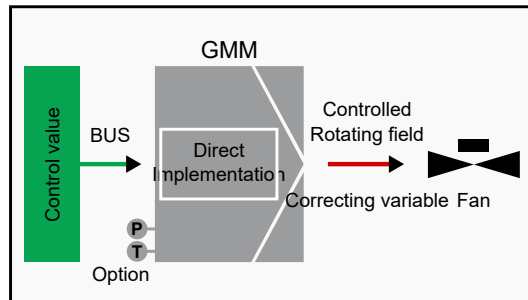 GMM
Control value
BUS
Direct
Implementation
Controlled
Rotating field
Correcting variable
Fan
P
T
Option